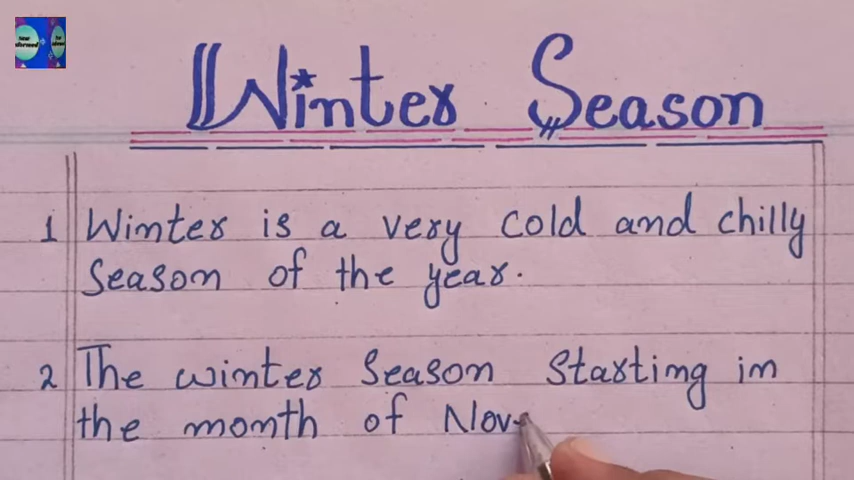 Winter Season
1 Winter is a very cold and chilly
Season of the year.
2 The winter Season Starting in
the month of Nov